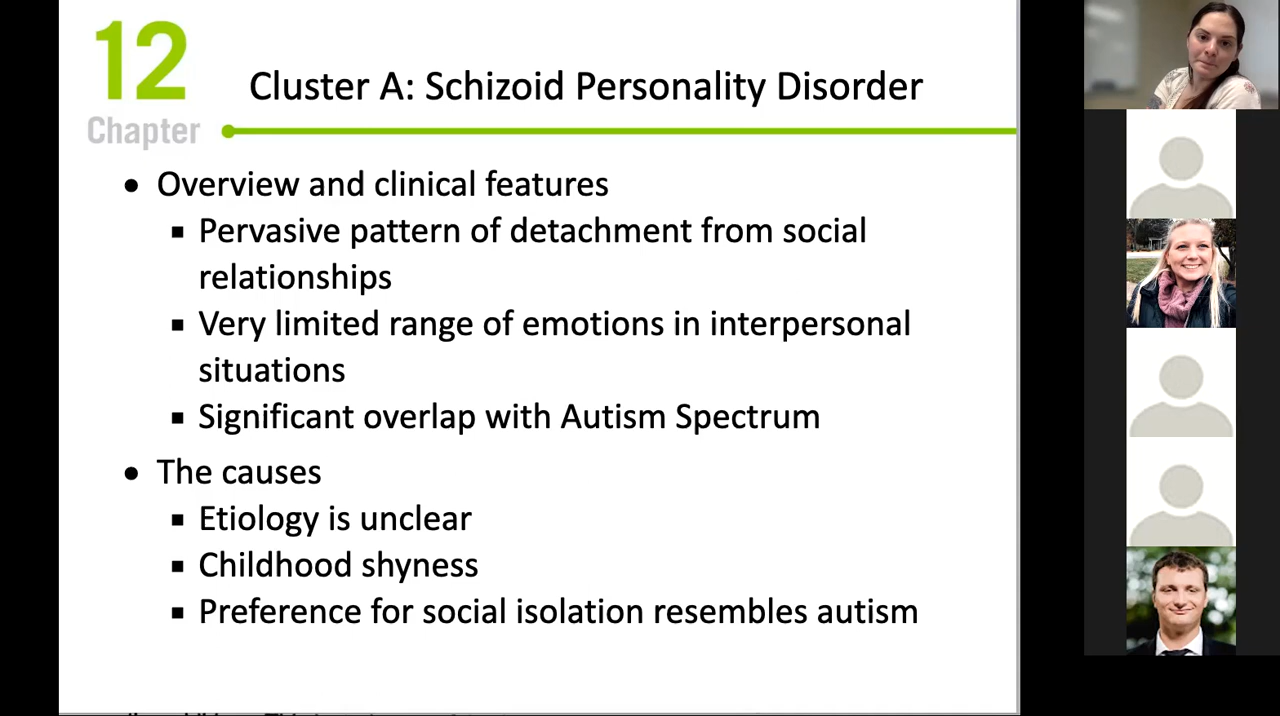 12
Chapter
Cluster A: Schizoid Personality Disorder
• Overview and clinical features
▪ Pervasive pattern of detachment from social
relationships
▪ Very limited range of emotions in interpersonal
situations
▪ Significant overlap with Autism Spectrum
• The causes
▪ Etiology is unclear
▪ Childhood shyness
▪ Preference for social isolation resembles autism